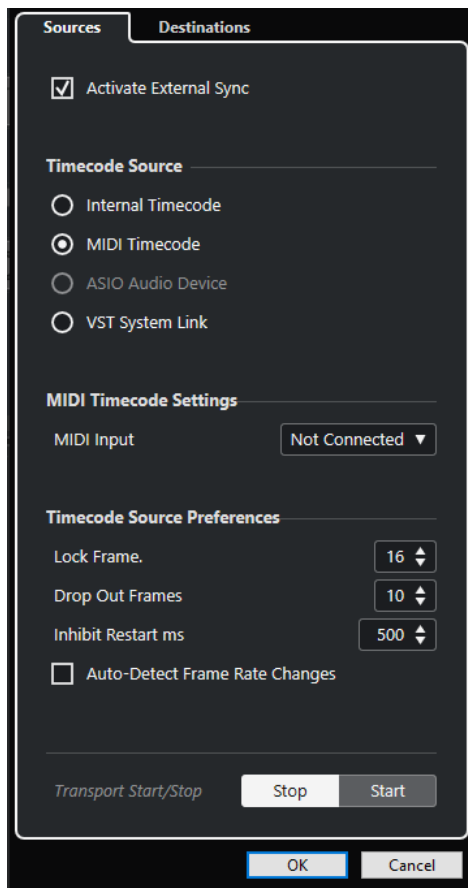 Sources Destinations
Activate External Sync
Timecode Source
Internal Timecode
MIDI Timecode
ASIO Audio Device
VST System Link
MIDI Timecode Settings
MIDI Input Not Connected
Timecode Source Preferences
Lock Frame. 16
Drop Out Frames 10
Inhibit Restart ms 500
Auto-Detect Frame Rate Changes
Transport Start/Stop Stop Start
OK Cancel